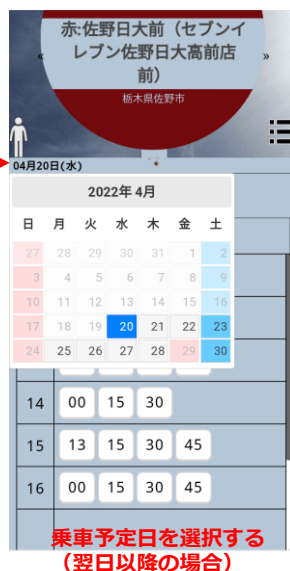 赤:佐野日大前（セブンイ
レブン佐野日大高前店
前）
«
»
栃木県佐野市
04月20日(水)
2022年 4月
日 月 火 水 木 金 土
27 28 29 30 31 1 2
3 4 5 6 7 8 9
10 11 12 13 14 15 16
17 18 19 20 21 22 23
24 25 26 27 28 29 30
14 00 15 30
15 13 15 30 45
16 00 15 30 45
乗車予定日を選択する
（翌日以降の場合）